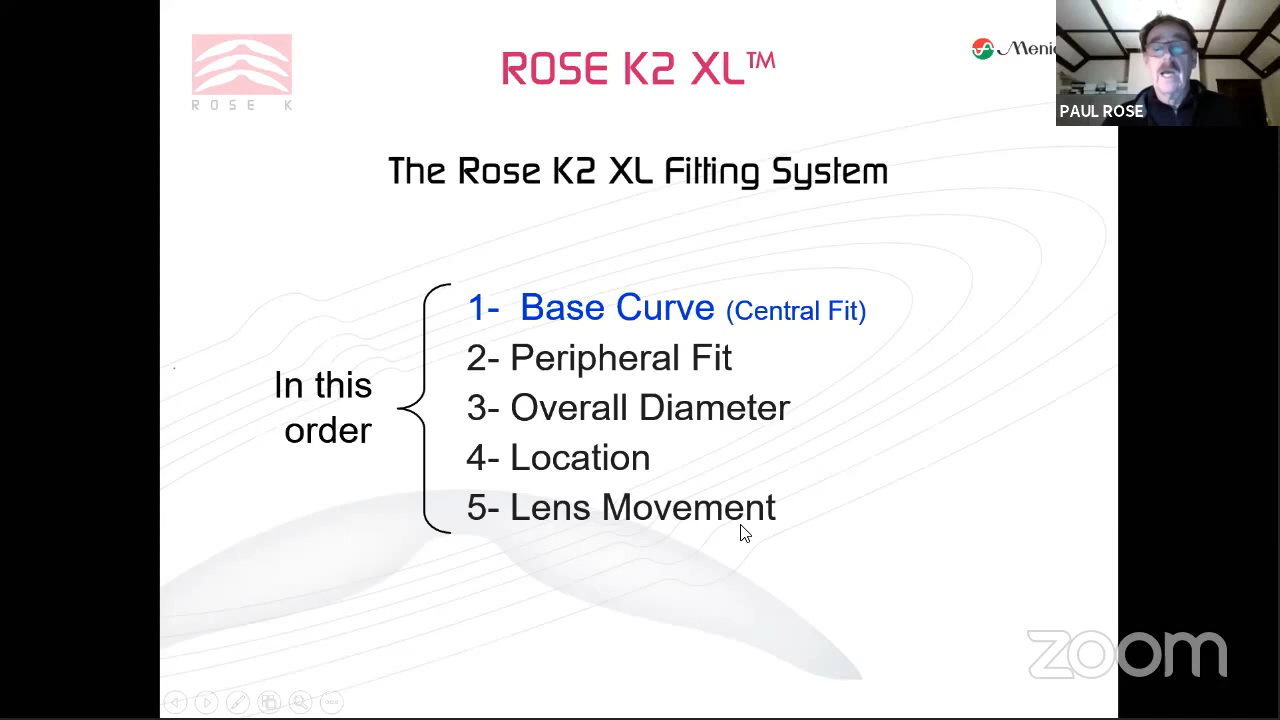 ROSE K
ROSE K2 XL™
PAUL ROSE
The Rose K2 XL Fitting System
In this
order
1- Base Curve (Central Fit)
2- Peripheral Fit
3- Overall Diameter
4- Location
5- Lens Movement
zoom